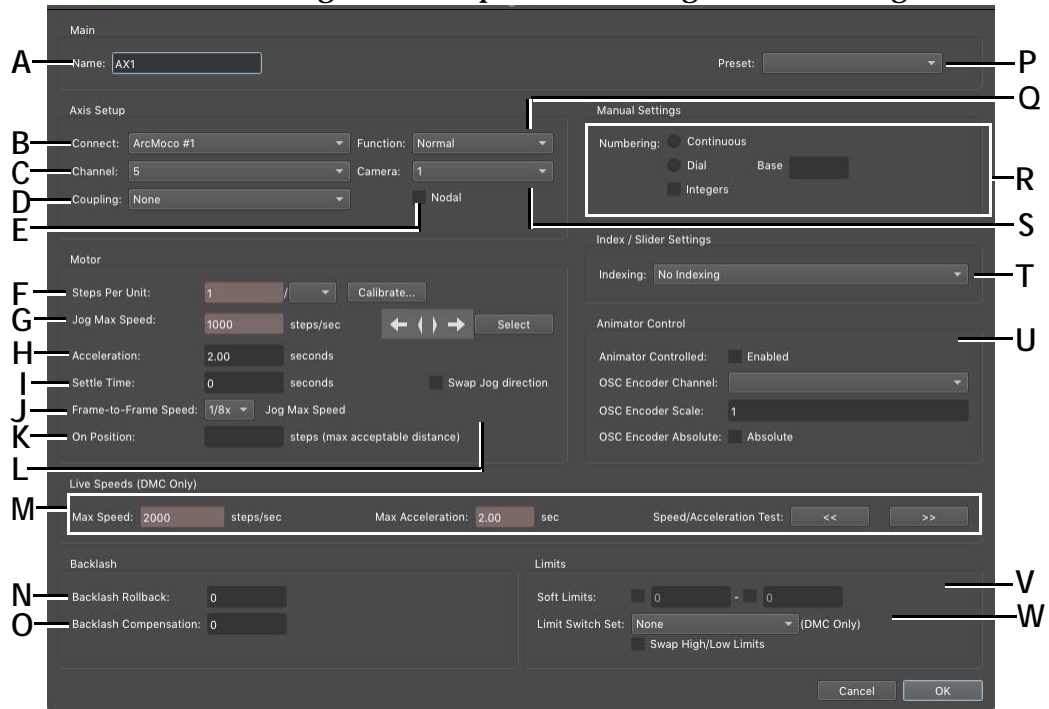 Main
A Name: AX1 Preset: P
Q
Axis Setup Manual Settings
B Connect: ArcMoco #1 Function: Normal Numbering: Continuous
C Channel: 5 Camera: 1 Dial Base R
D Coupling: None Nodal Integers
E S
Index / Slider Settings
Motor Indexing: No Indexing T
F Steps Per Unit: 1 / Calibrate...
G Jog Max Speed: 1000 steps/sec Select Animator Control
U
H Acceleration: 2.00 seconds Animator Controlled: Enabled
I Settle Time: 0 seconds Swap Jog direction OSC Encoder Channel:
J Frame-to-Frame Speed: 1/8x Jog Max Speed OSC Encoder Scale: 1
K On Position: steps (max acceptable distance) OSC Encoder Absolute: Absolute
L
Live Speeds (DMC Only)
M Max Speed: 2000 steps/sec Max Acceleration: 2.00 sec Speed/Acceleration Test: << >>
Backlash Limits
V
N Backlash Rollback: 0 Soft Limits: 0 - 0
O Backlash Compensation: 0 Limit Switch Set: None (DMC Only) W
Swap High/Low Limits
Cancel OK